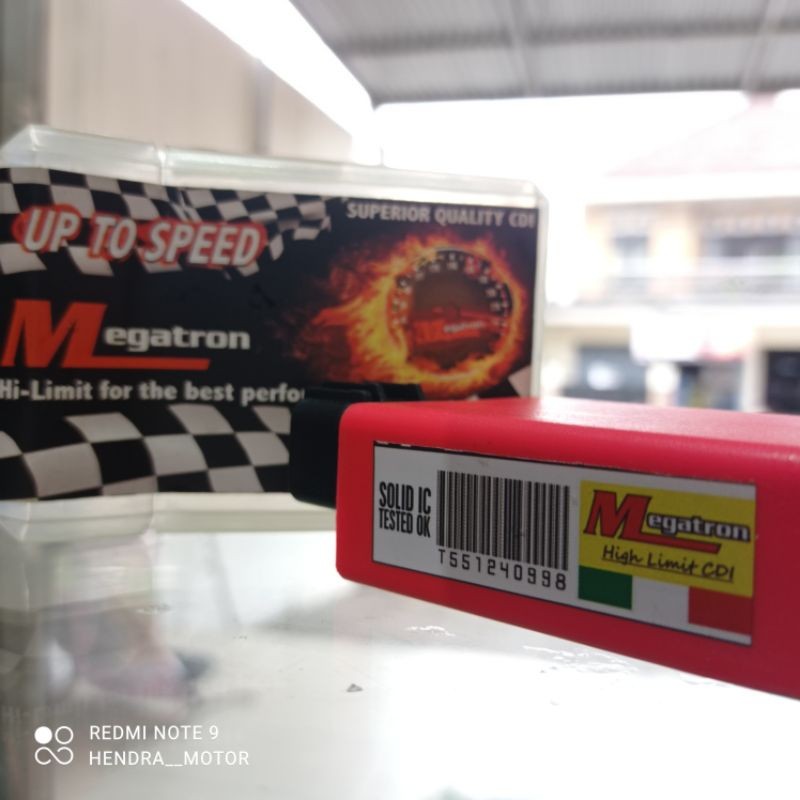 UP TO SPEED
SUPERIOR QUALITY CDI
Megatron
egatron
Hi-Limit for the best perfo
SOLID IC
TESTED OK
T551240998
Megatron
High Limit CDI
REDMI NOTE 9
HENDRA__MOTOR